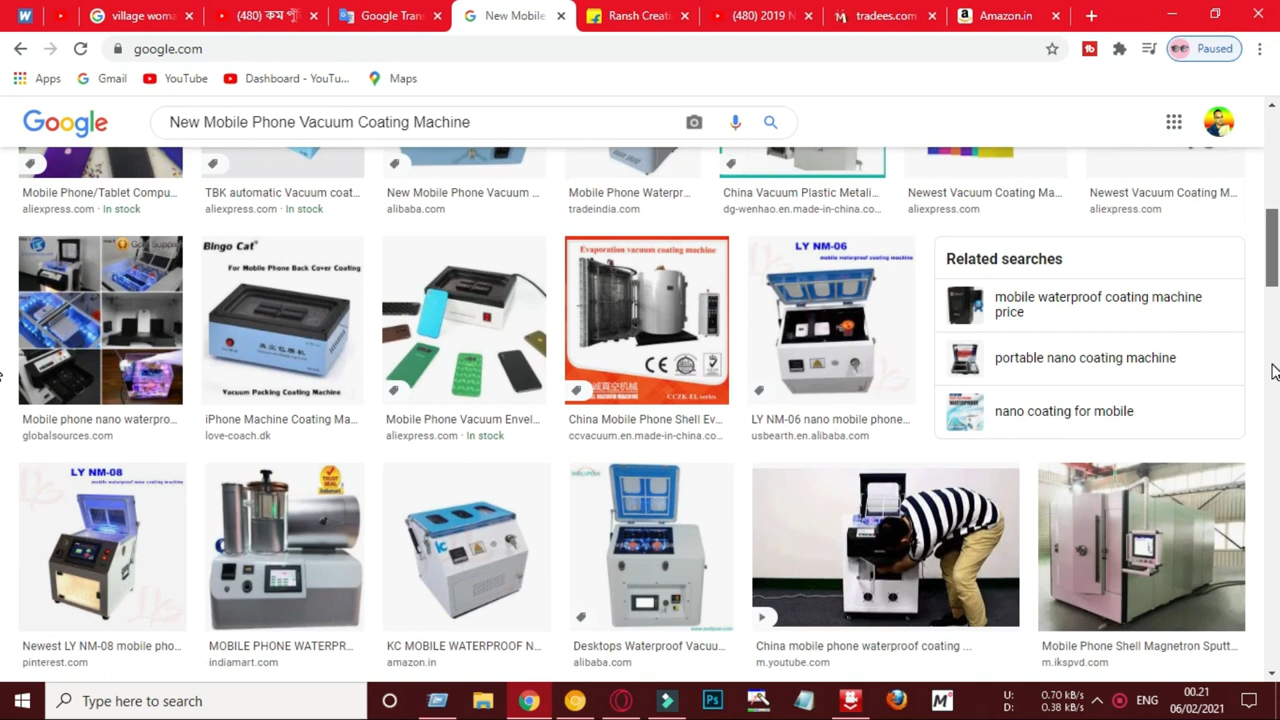 village woma
(480) कম পুঁ
Google Trans
New Mobile
Ransh Creati
(480) 2019 N
tradees.com
Amazon.in
google.com
Paused
Apps
Gmail
YouTube
Dashboard - YouTu...
Maps
Google
New Mobile Phone Vacuum Coating Machine
Mobile Phone/Tablet Compu...
TBK automatic Vacuum coat...
New Mobile Phone Vacuum ...
Mobile Phone Waterpr...
China Vacuum Plastic Metali...
Newest Vacuum Coating Ma...
Newest Vacuum Coating M...
aliexpress.com · In stock
aliexpress.com · In stock
alibaba.com
tradeindia.com
dg-wenhao.en.made-in-china.co...
aliexpress.com
aliexpress.com
Bingo Cat
For Mobile Phone Back Cover Coating
Vacuum Packing Coating Machine
Evaporation vacuum coating machine
CCZK-EL series
LY NM-06
mobile waterproof coating machine
Related searches
mobile waterproof coating machine
price
portable nano coating machine
nano coating for mobile
Mobile phone nano waterpro...
iPhone Machine Coating Ma...
Mobile Phone Vacuum Envel...
China Mobile Phone Shell Ev...
LY NM-06 nano mobile phone...
globalsources.com
love-coach.dk
aliexpress.com · In stock
ccvacuum.en.made-in-china.co...
usbearth.en.alibaba.com
LY NM-08
mobile waterproof nano coating machine
TRUST
SEAL
KC
Newest LY NM-08 mobile pho...
MOBILE PHONE WATERPR...
KC MOBILE WATERPROOF N...
Desktops Waterproof Vacuu...
China mobile phone waterproof coating ...
Mobile Phone Shell Magnetron Sputt...
pinterest.com
indiamart.com
amazon.in
alibaba.com
m.youtube.com
m.ikspvd.com
Type here to search
U:
D:
0.70 kB/s
0.38 kB/s
ENG
00.21
06/02/2021